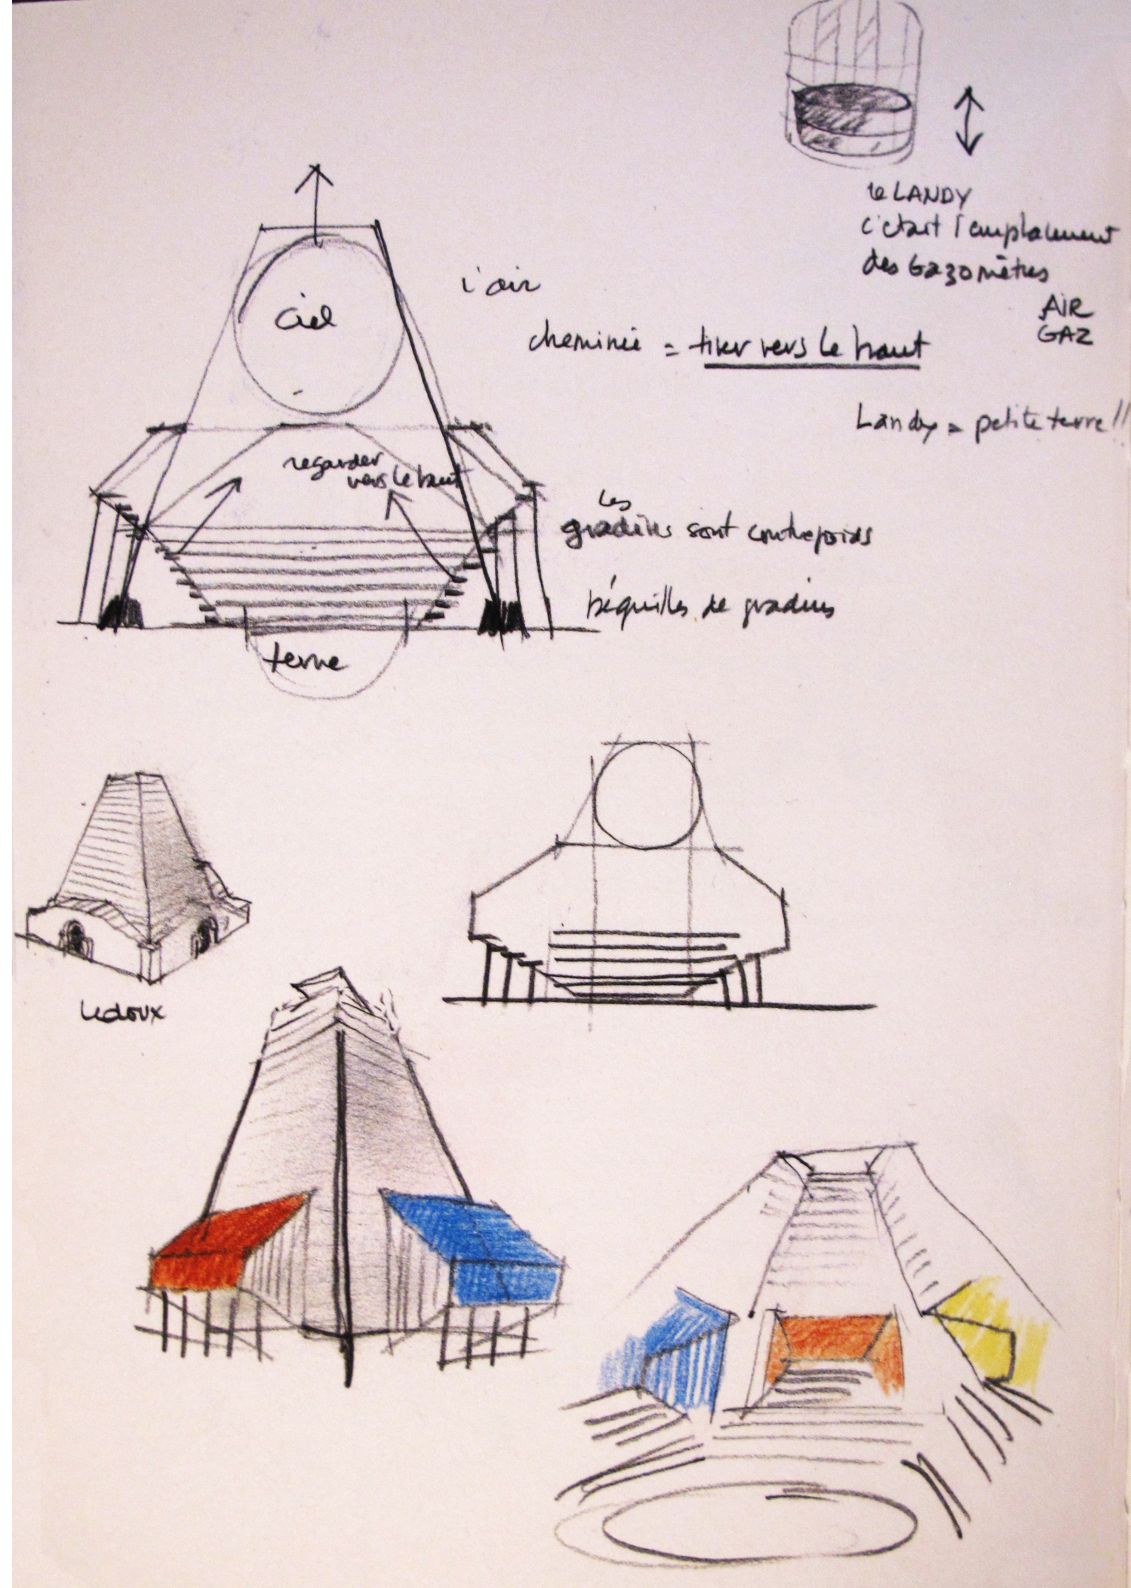 le LANDY
c'était l'emplacement
des Gazomètres
AIR
GAZ
l'air
ciel
cheminée = tirer vers le haut
Landy = petite terre !!
regarder
vers le haut
Les
gradins sont contrepoids
béquilles de gradins
terre
Ledoux